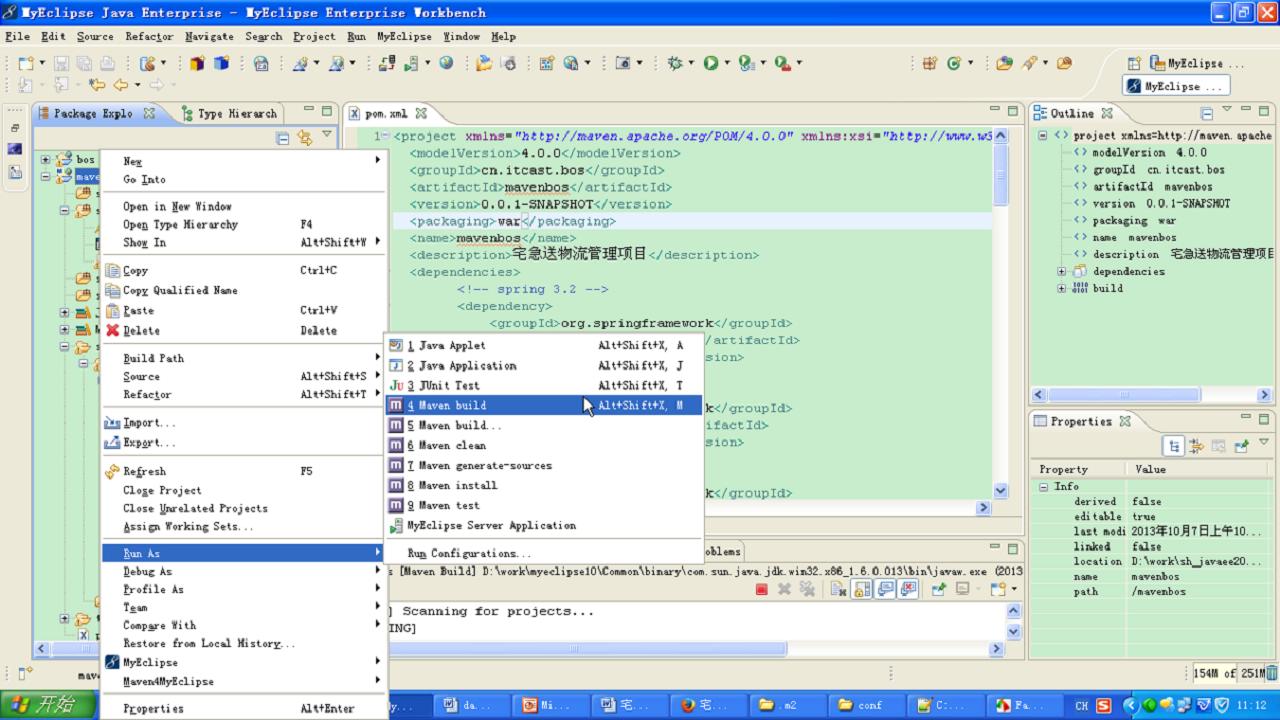 MyEclipse Java Enterprise - MyEclipse Enterprise Workbench
File Edit Source Refactor Navigate Search Project Run MyEclipse Window Help
MyEclipse ...
MyEclipse ...
Package Explo
Type Hierarch
bos
mave
New
Go Into
Open in New Window
Open Type Hierarchy F4
Show In Alt+Shift+W
Copy Ctrl+C
Copy Qualified Name
Paste Ctrl+V
Delete Delete
Build Path
Source Alt+Shift+S
Refactor Alt+Shift+T
Import...
Export...
Refresh F5
Close Project
Close Unrelated Projects
Assign Working Sets...
Run As
Debug As
Profile As
Team
Compare With
Restore from Local History...
MyEclipse
Maven4MyEclipse
Properties Alt+Enter
1 Java Applet Alt+Shift+X, A
2 Java Application Alt+Shift+X, J
3 JUnit Test Alt+Shift+X, T
4 Maven build Alt+Shift+X, M
5 Maven build...
6 Maven clean
7 Maven generate-sources
8 Maven install
9 Maven test
MyEclipse Server Application
Run Configurations...
pom.xml
1 <project xmlns="http://maven.apache.org/POM/4.0.0" xmlns:xsi="http://www.w3
<modelVersion>4.0.0</modelVersion>
<groupId>cn.itcast.bos</groupId>
<artifactId>mavenbos</artifactId>
<version>0.0.1-SNAPSHOT</version>
<packaging>war</packaging>
<name>mavenbos</name>
<description>宅急送物流管理项目</description>
<dependencies>
<!-- spring 3.2 -->
<dependency>
<groupId>org.springframework</groupId>
/artifactId>
sion>
k</groupId>
ifactId>
sion>
k</groupId>
oblems
s [Maven Build] D:\work\myeclipse10\Common\binary\com.sun.java.jdk.win32.x86_1.6.0.013\bin\javaw.exe (2013
] Scanning for projects...
ING]
Outline
project xmlns=http://maven.apache
modelVersion 4.0.0
groupId cn.itcast.bos
artifactId mavenbos
version 0.0.1-SNAPSHOT
packaging war
name mavenbos
description 宅急送物流管理项目
dependencies
build
Properties
Property Value
Info
derived false
editable true
last modi 2013年10月7日上午10...
linked false
location D:\work\sh_javaee20...
name mavenbos
path /mavenbos
mav
154M of 251M
开始
y...
da...
Mi...
宅...
宅...
.m2
conf
C:...
Fa...
CH
11:12